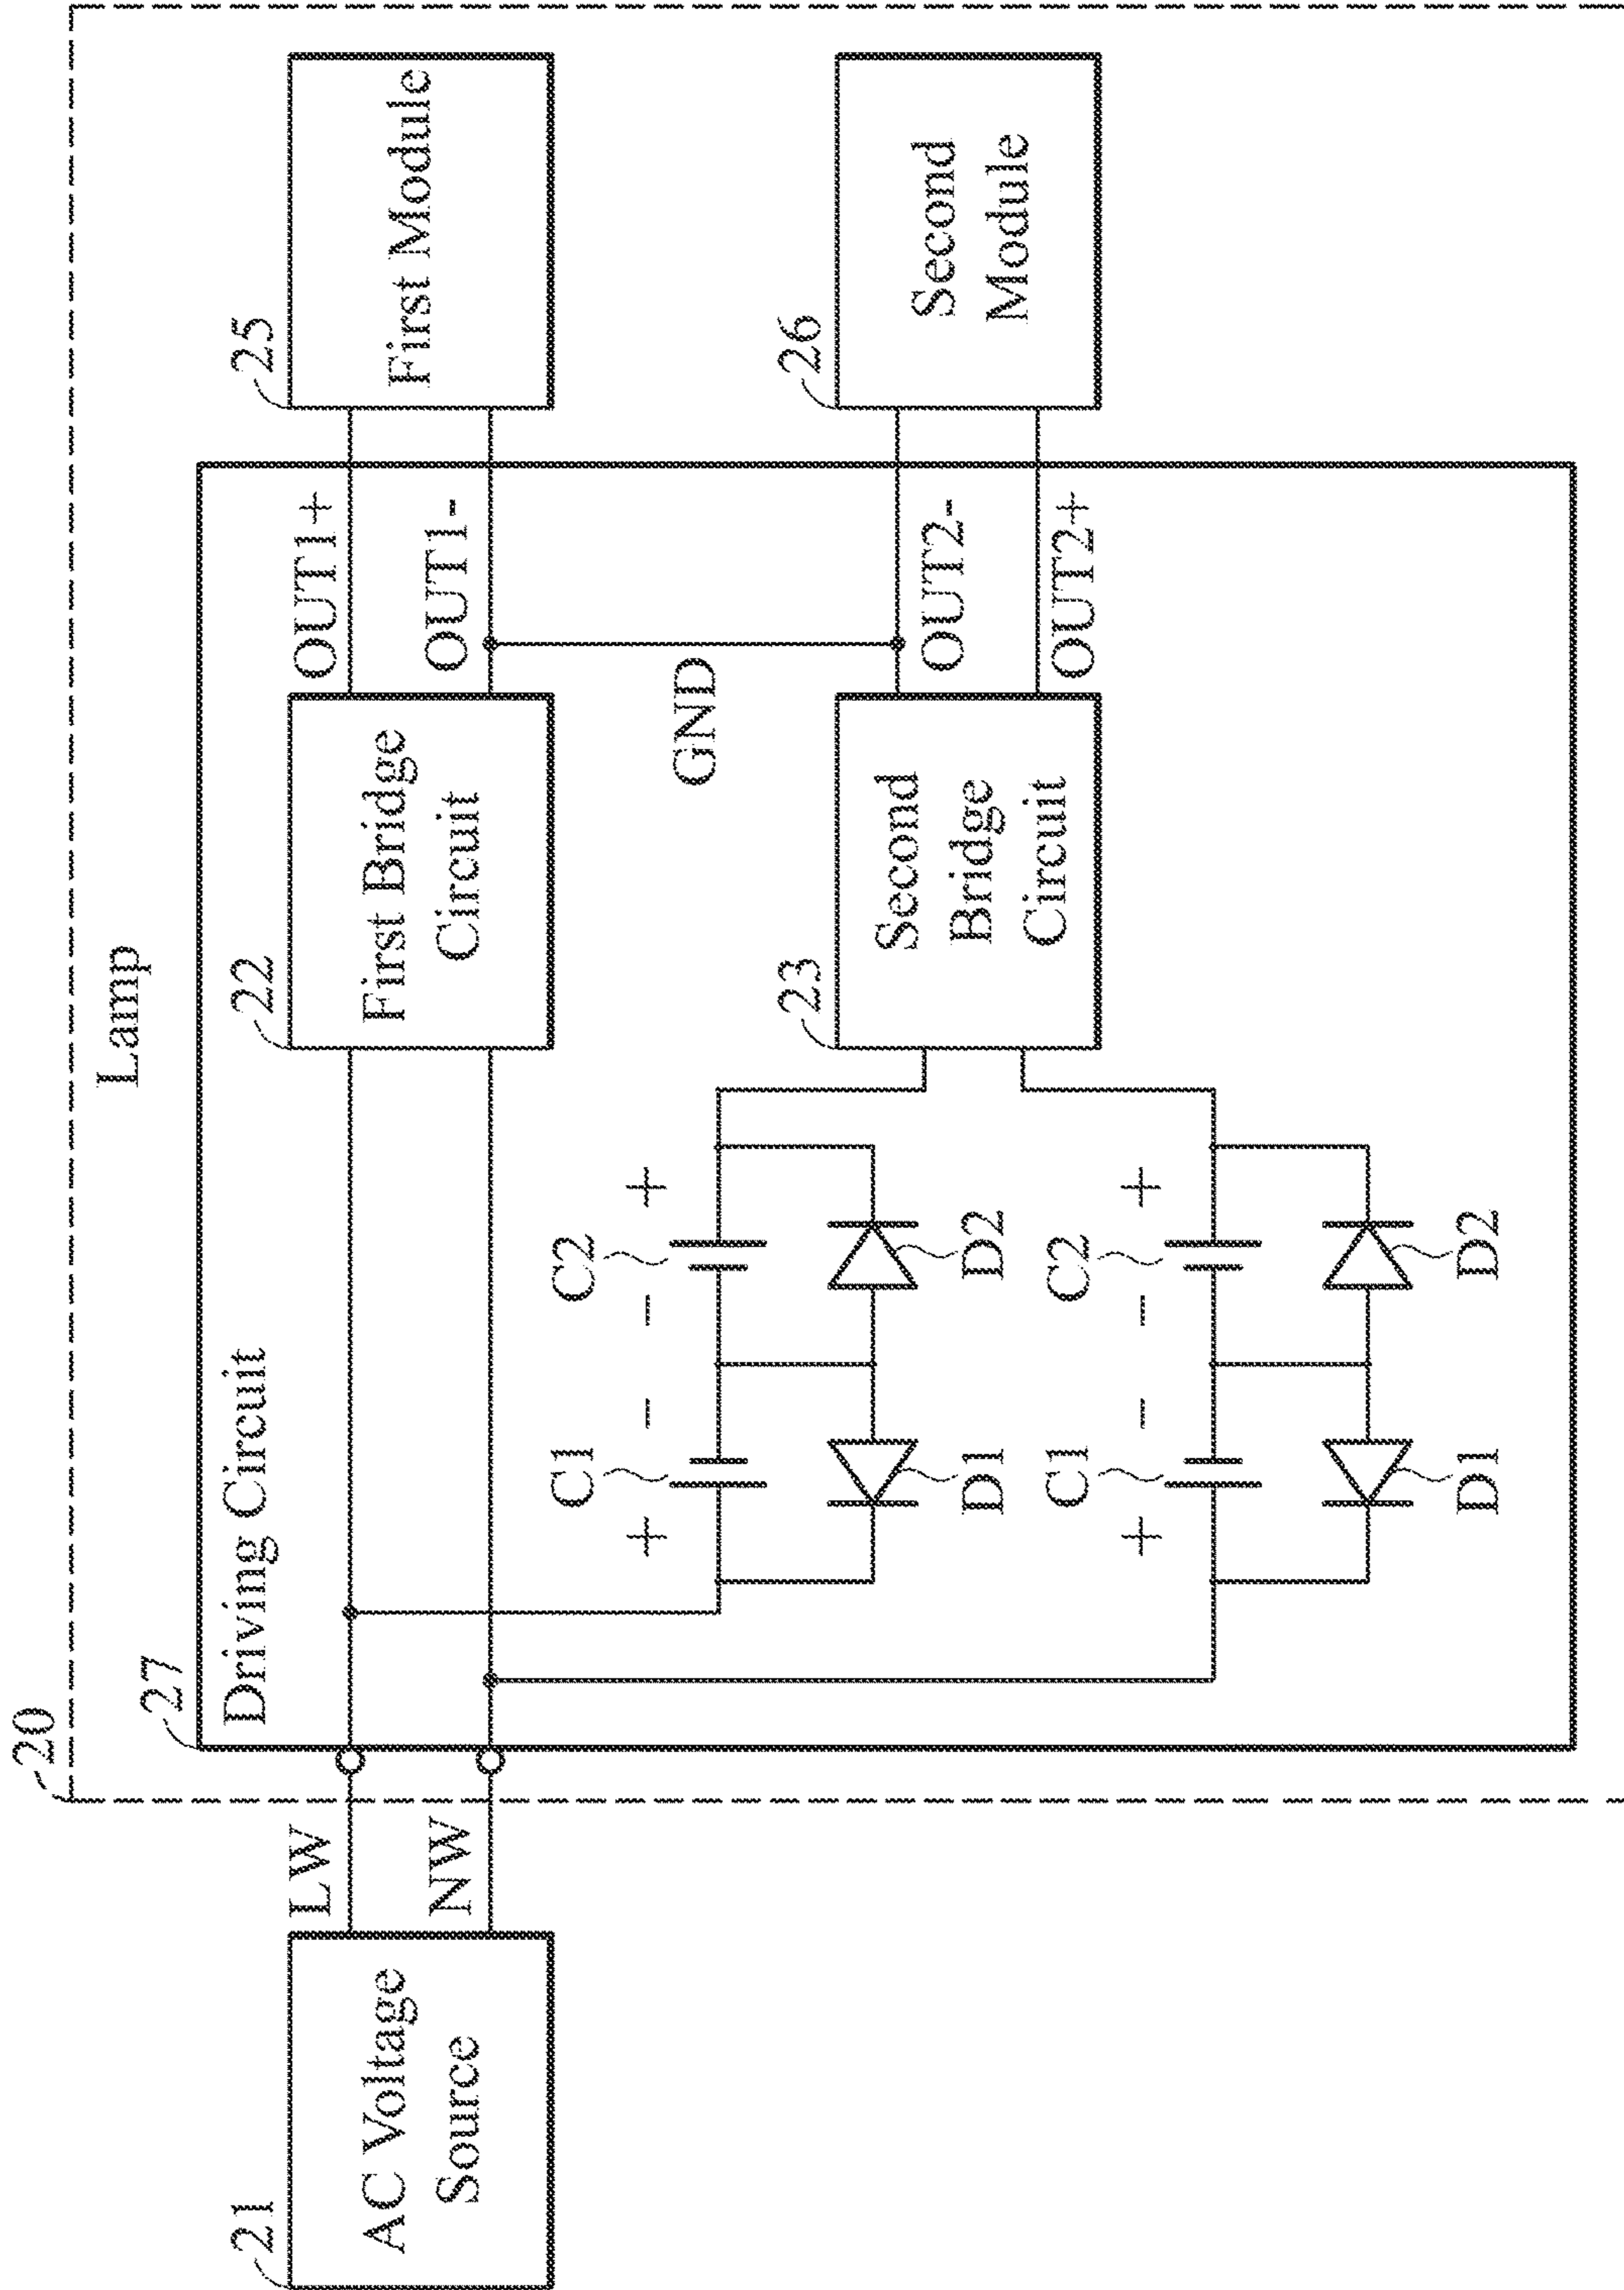 20
Lamp
27
Driving Circuit
21
AC Voltage
Source
LW
NW
22
First Bridge
Circuit
OUT1+
OUT1-
25
First Module
GND
C1
C2
+ - - +
D1
D2
23
Second
Bridge
Circuit
OUT2-
OUT2+
26
Second
Module
C1
C2
+ - - +
D1
D2